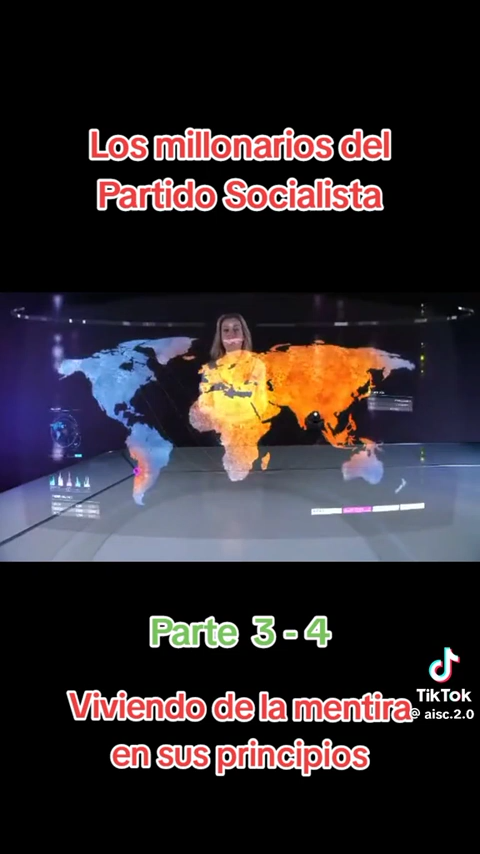 Los millonarios del
Partido Socialista
Parte 3 - 4
TikTok
@ aisc.2.0
Viviendo de la mentira
en sus principios